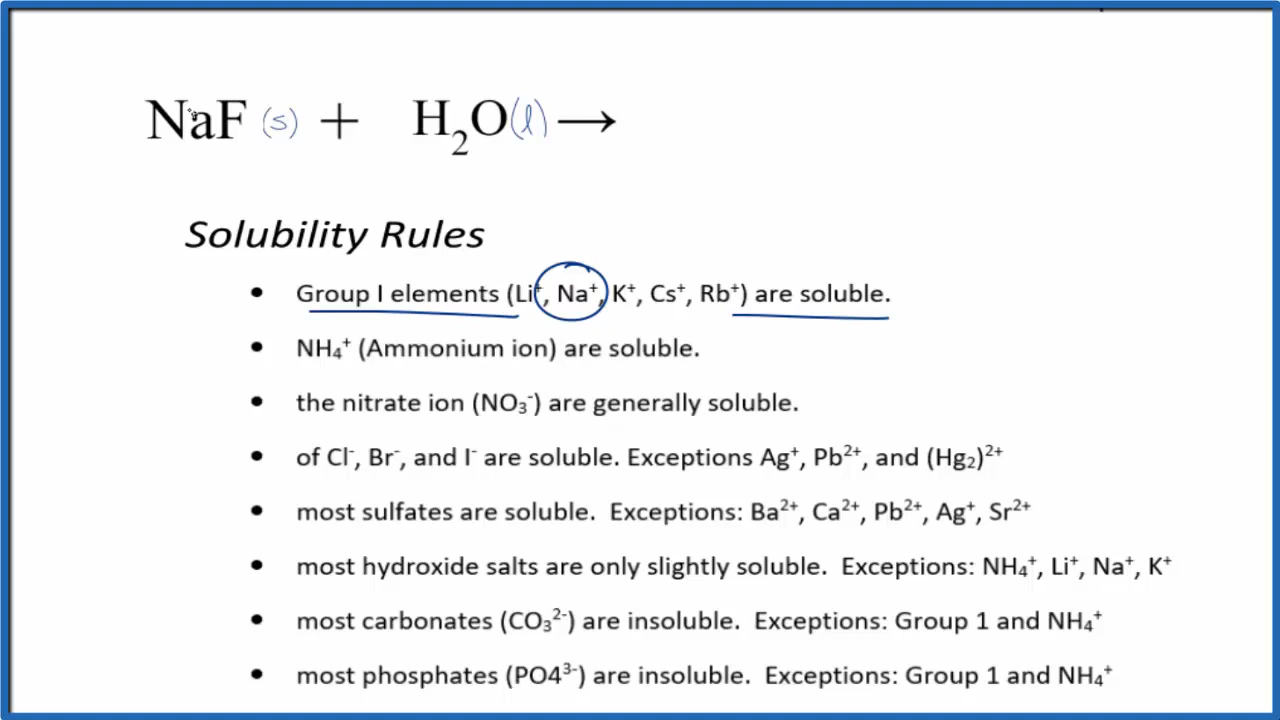 NaF (s) + H₂O (l) →
Solubility Rules
• Group I elements (Li⁺, Na⁺, K⁺, Cs⁺, Rb⁺) are soluble.
• NH₄⁺ (Ammonium ion) are soluble.
• the nitrate ion (NO₃⁻) are generally soluble.
• of Cl⁻, Br⁻, and I⁻ are soluble. Exceptions Ag⁺, Pb²⁺, and (Hg₂)²⁺
• most sulfates are soluble. Exceptions: Ba²⁺, Ca²⁺, Pb²⁺, Ag⁺, Sr²⁺
• most hydroxide salts are only slightly soluble. Exceptions: NH₄⁺, Li⁺, Na⁺, K⁺
• most carbonates (CO₃²⁻) are insoluble. Exceptions: Group 1 and NH₄⁺
• most phosphates (PO4³⁻) are insoluble. Exceptions: Group 1 and NH₄⁺